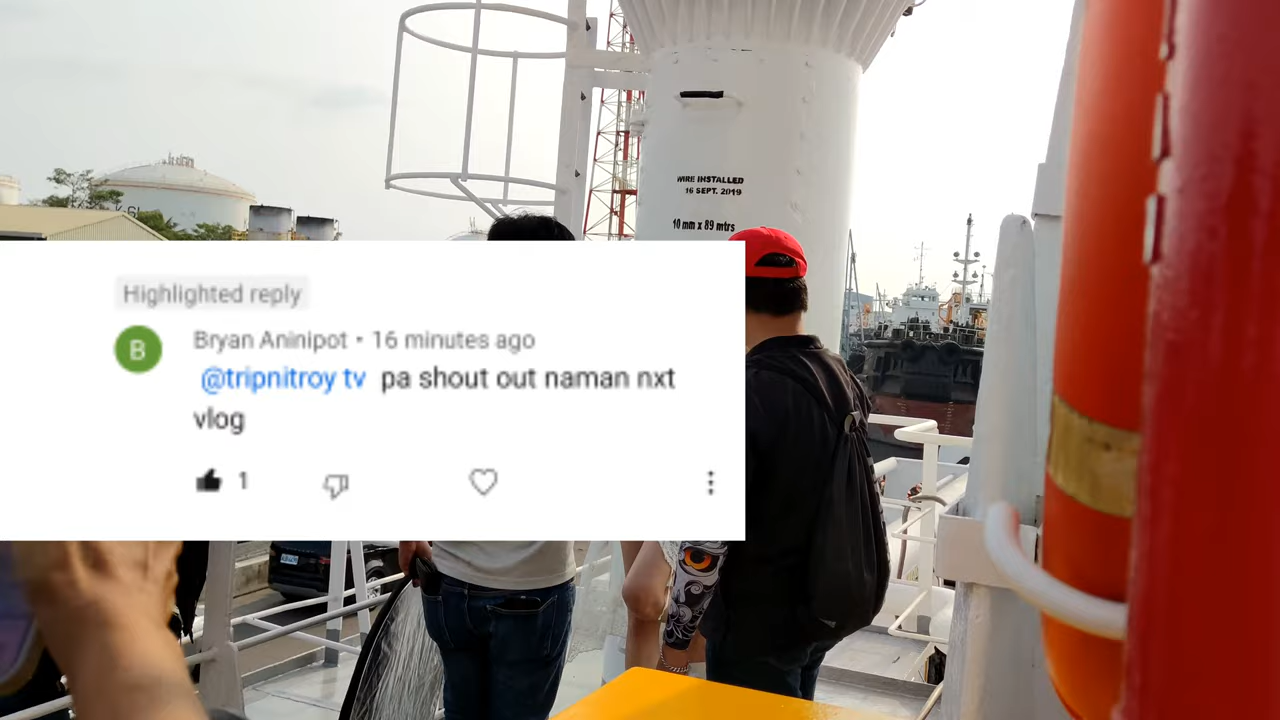 WIRE INSTALLED
16 SEPT. 2019
10 mm x 89 mtrs
Highlighted reply
B
Bryan Aninipot • 16 minutes ago
@tripnitroy tv pa shout out naman nxt
vlog
1